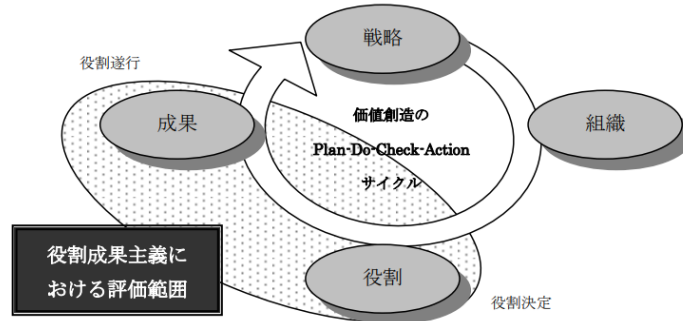 戦略
役割遂行
成果
組織
価値創造の
Plan-Do-Check-Action
サイクル
役割成果主義に
おける評価範囲
役割
役割決定